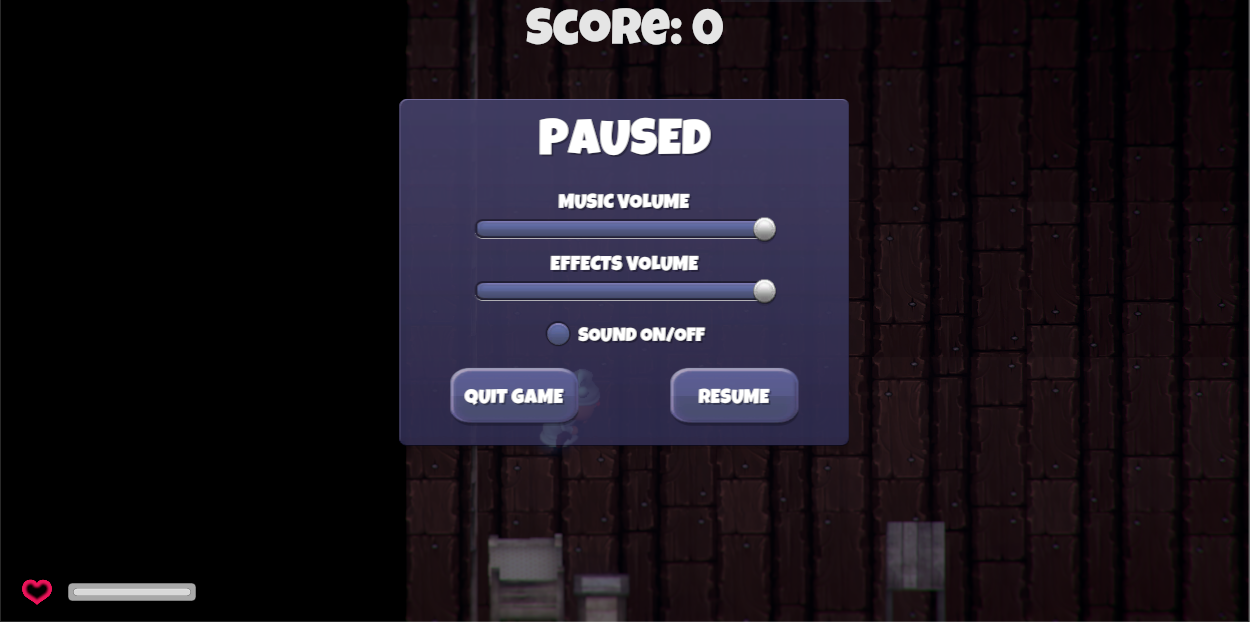 SCORE: 0
PAUSED
MUSIC VOLUME
EFFECTS VOLUME
SOUND ON/OFF
QUIT GAME
RESUME